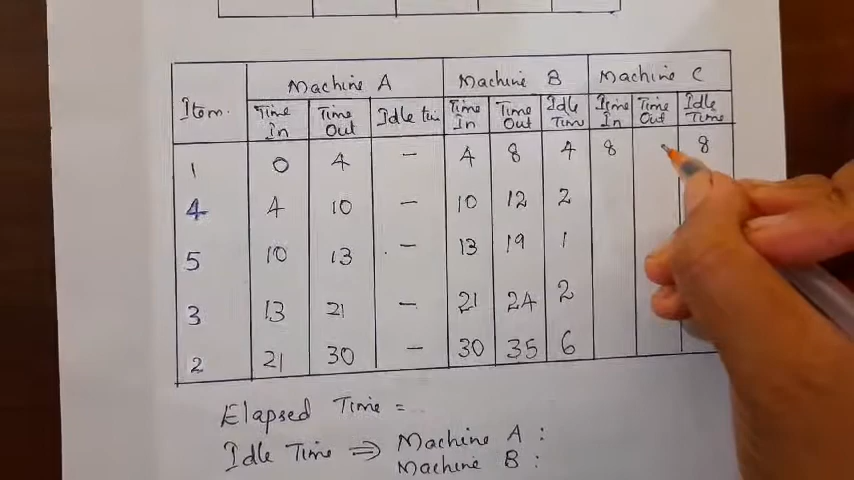 Machine A Machine B Machine C
Item. Time In Time Out Idle Tim Time In Time Out Idle Time Time In Time Out Idle Time
1 0 4 - 4 8 4 8 8
4 4 10 - 10 12 2
5 10 13 - 13 19 1
3 13 21 - 21 24 2
2 21 30 - 30 35 6
Elapsed Time =
Idle Time ⇒ Machine A :
Machine B :